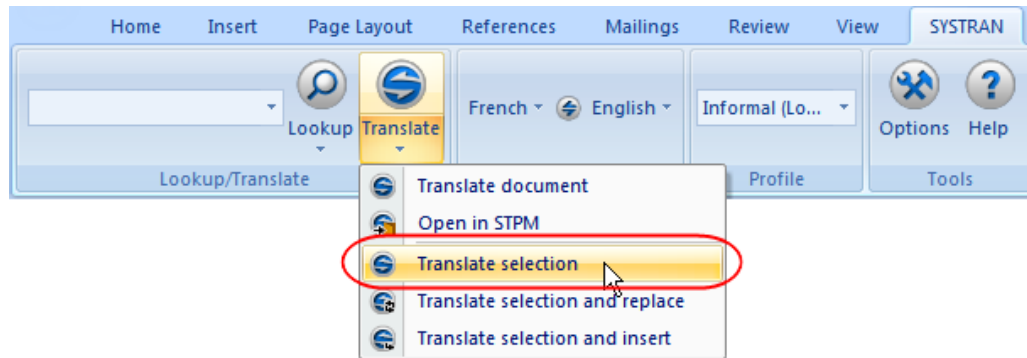 Home Insert Page Layout References Mailings Review View SYSTRAN
Lookup Translate French English Informal (Lo... Options Help
Lookup/Translate Profile Tools
Translate document
Open in STPM
Translate selection
Translate selection and replace
Translate selection and insert